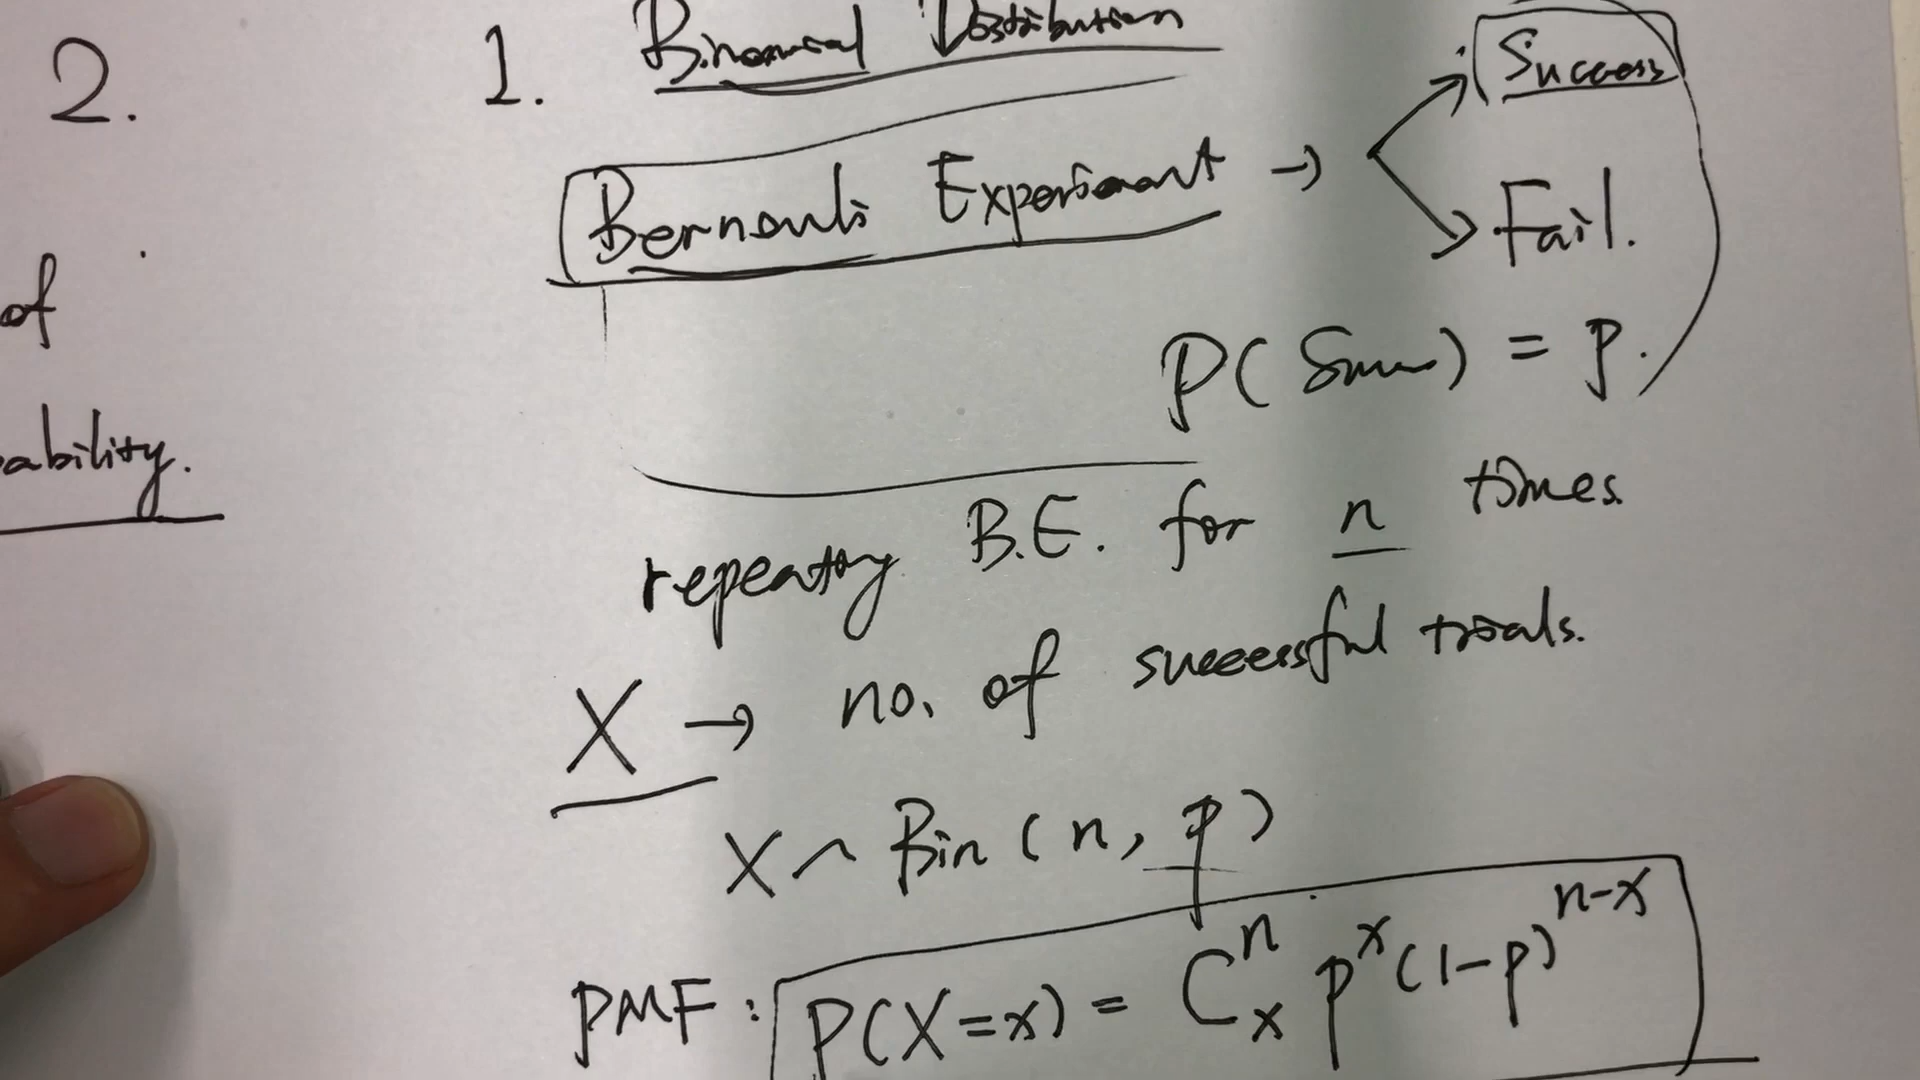 2.
of
ability.
1. Binomial Distribution
Bernouli Experiment → Success
Fail.
P( Succ ) = p.
repeating B.E. for n times
X → no. of successful trials.
X ~ Bin ( n, p )
PMF : P(X=x) = C^n_x p^x (1-p)^{n-x}